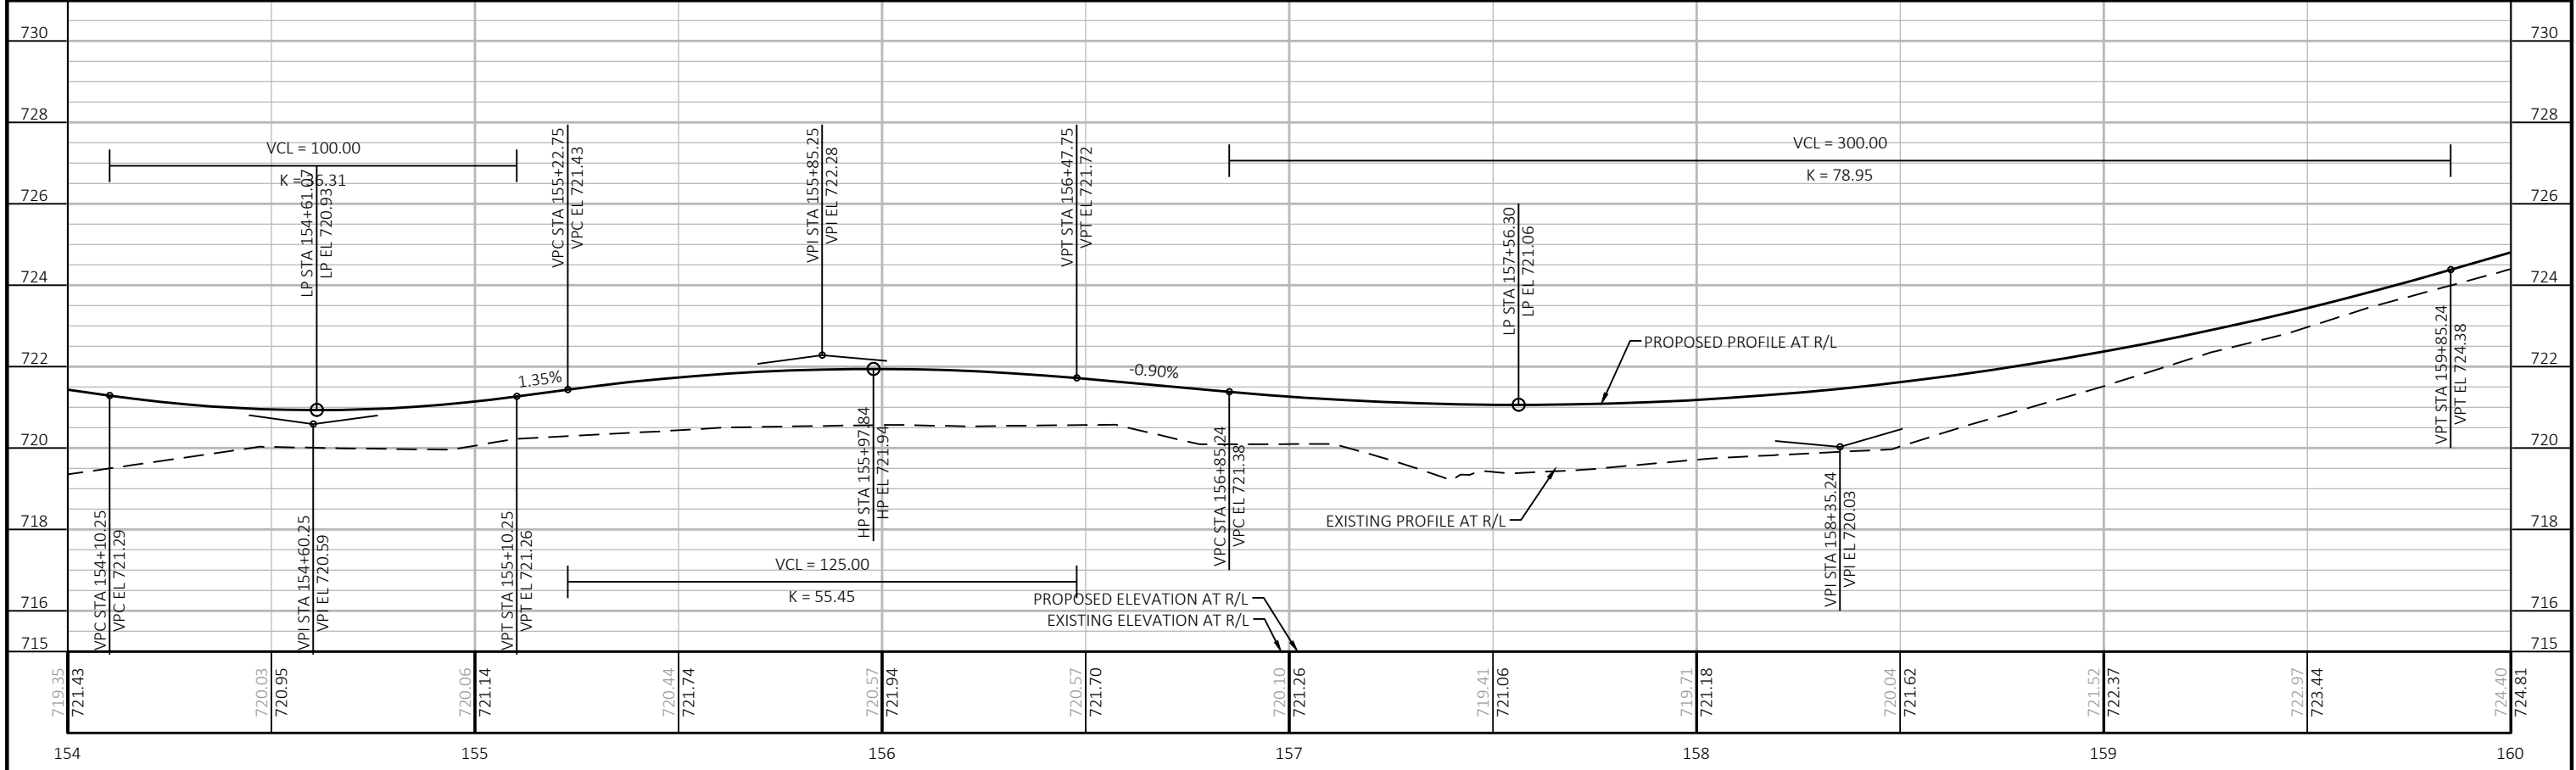 730
730
728
728
726
726
724
724
722
722
720
720
718
718
716
716
715
715
VCL = 100.00
K = 36.31
LP STA 154+61.07
LP EL 720.93
VPC STA 155+22.75
VPC EL 721.43
VPI STA 155+85.25
VPI EL 722.28
VPT STA 156+47.75
VPT EL 721.72
VCL = 300.00
K = 78.95
LP STA 157+56.30
LP EL 721.06
PROPOSED PROFILE AT R/L
1.35%
-0.90%
VPT STA 159+85.24
VPT EL 724.38
HP STA 155+97.84
HP EL 721.94
VPC STA 156+85.24
VPC EL 721.38
EXISTING PROFILE AT R/L
VPI STA 158+35.24
VPI EL 720.03
VPC STA 154+10.25
VPC EL 721.29
VPI STA 154+60.25
VPI EL 720.59
VPT STA 155+10.25
VPT EL 721.26
VCL = 125.00
K = 55.45
PROPOSED ELEVATION AT R/L
EXISTING ELEVATION AT R/L
719.35
721.43
720.03
720.95
720.06
721.14
720.44
721.74
720.57
721.94
720.57
721.70
720.10
721.26
719.41
721.06
719.71
721.18
720.04
721.62
721.52
722.37
722.97
723.44
724.40
724.81
154
155
156
157
158
159
160